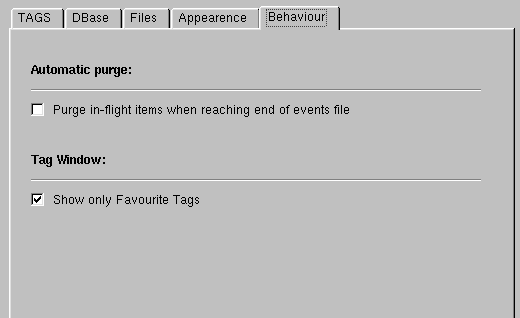 TAGS DBase Files Appearence Behaviour
Automatic purge:
Purge in-flight items when reaching end of events file
Tag Window:
Show only Favourite Tags